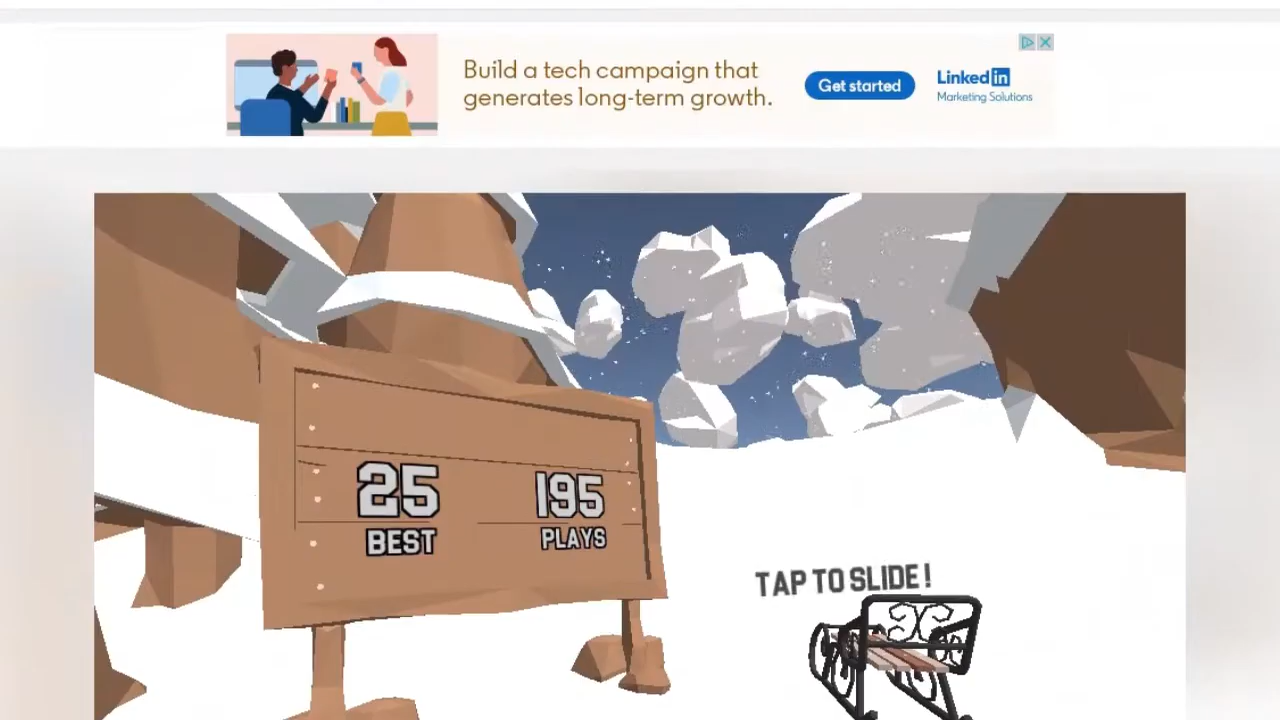 Build a tech campaign that
generates long-term growth.
Get started
Linked in
Marketing Solutions
25
BEST
195
PLAYS
TAP TO SLIDE!